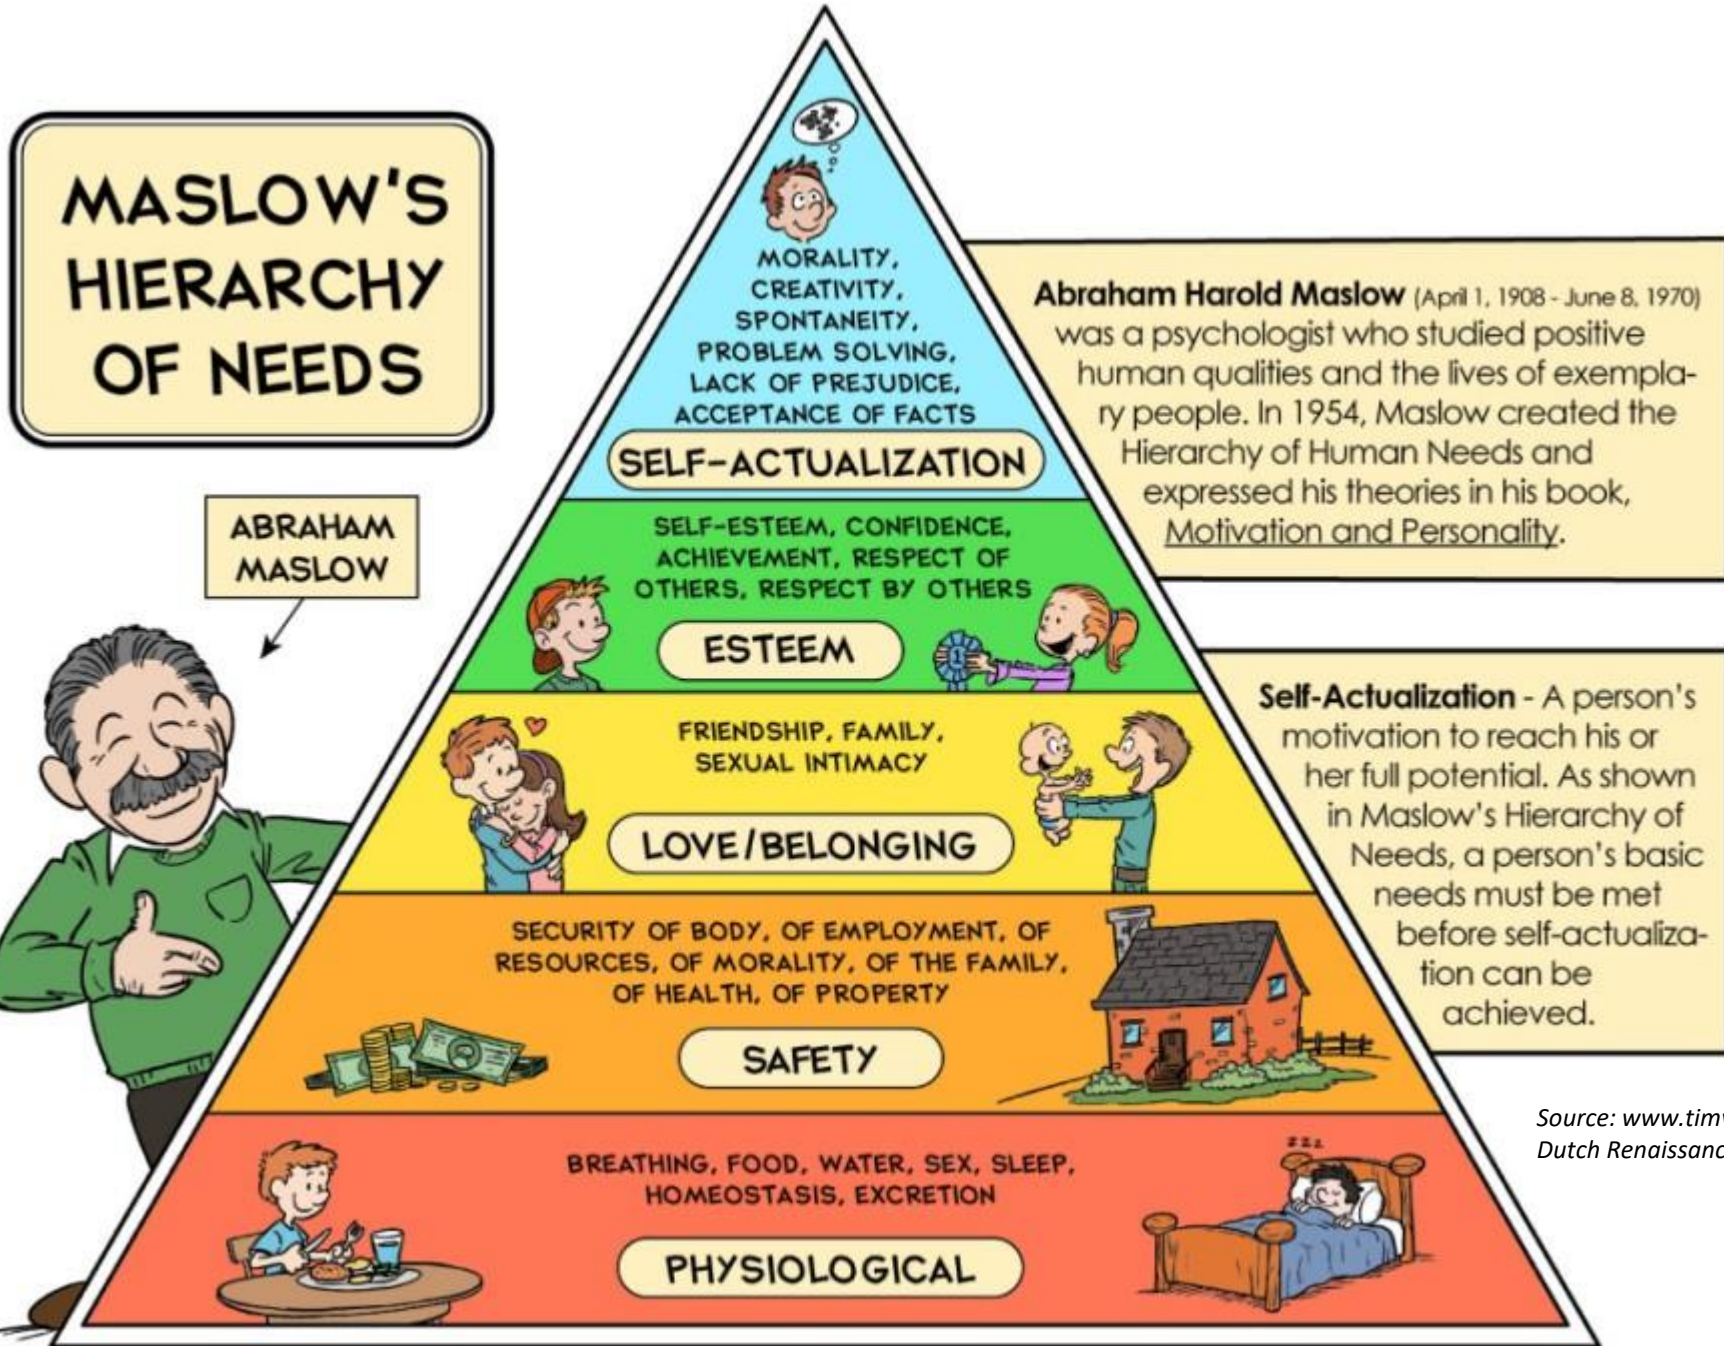 MASLOW'S
HIERARCHY
OF NEEDS
ABRAHAM
MASLOW
MORALITY,
CREATIVITY,
SPONTANEITY,
PROBLEM SOLVING,
LACK OF PREJUDICE,
ACCEPTANCE OF FACTS
SELF-ACTUALIZATION
SELF-ESTEEM, CONFIDENCE,
ACHIEVEMENT, RESPECT OF
OTHERS, RESPECT BY OTHERS
ESTEEM
1
FRIENDSHIP, FAMILY,
SEXUAL INTIMACY
LOVE/BELONGING
SECURITY OF BODY, OF EMPLOYMENT, OF
RESOURCES, OF MORALITY, OF THE FAMILY,
OF HEALTH, OF PROPERTY
SAFETY
BREATHING, FOOD, WATER, SEX, SLEEP,
HOMEOSTASIS, EXCRETION
PHYSIOLOGICAL
zzz
Abraham Harold Maslow (April 1, 1908 - June 8, 1970)
was a psychologist who studied positive
human qualities and the lives of exempla-
ry people. In 1954, Maslow created the
Hierarchy of Human Needs and
expressed his theories in his book,
Motivation and Personality.
Self-Actualization - A person's
motivation to reach his or
her full potential. As shown
in Maslow's Hierarchy of
Needs, a person's basic
needs must be met
before self-actualiza-
tion can be
achieved.
Source: www.tim
Dutch